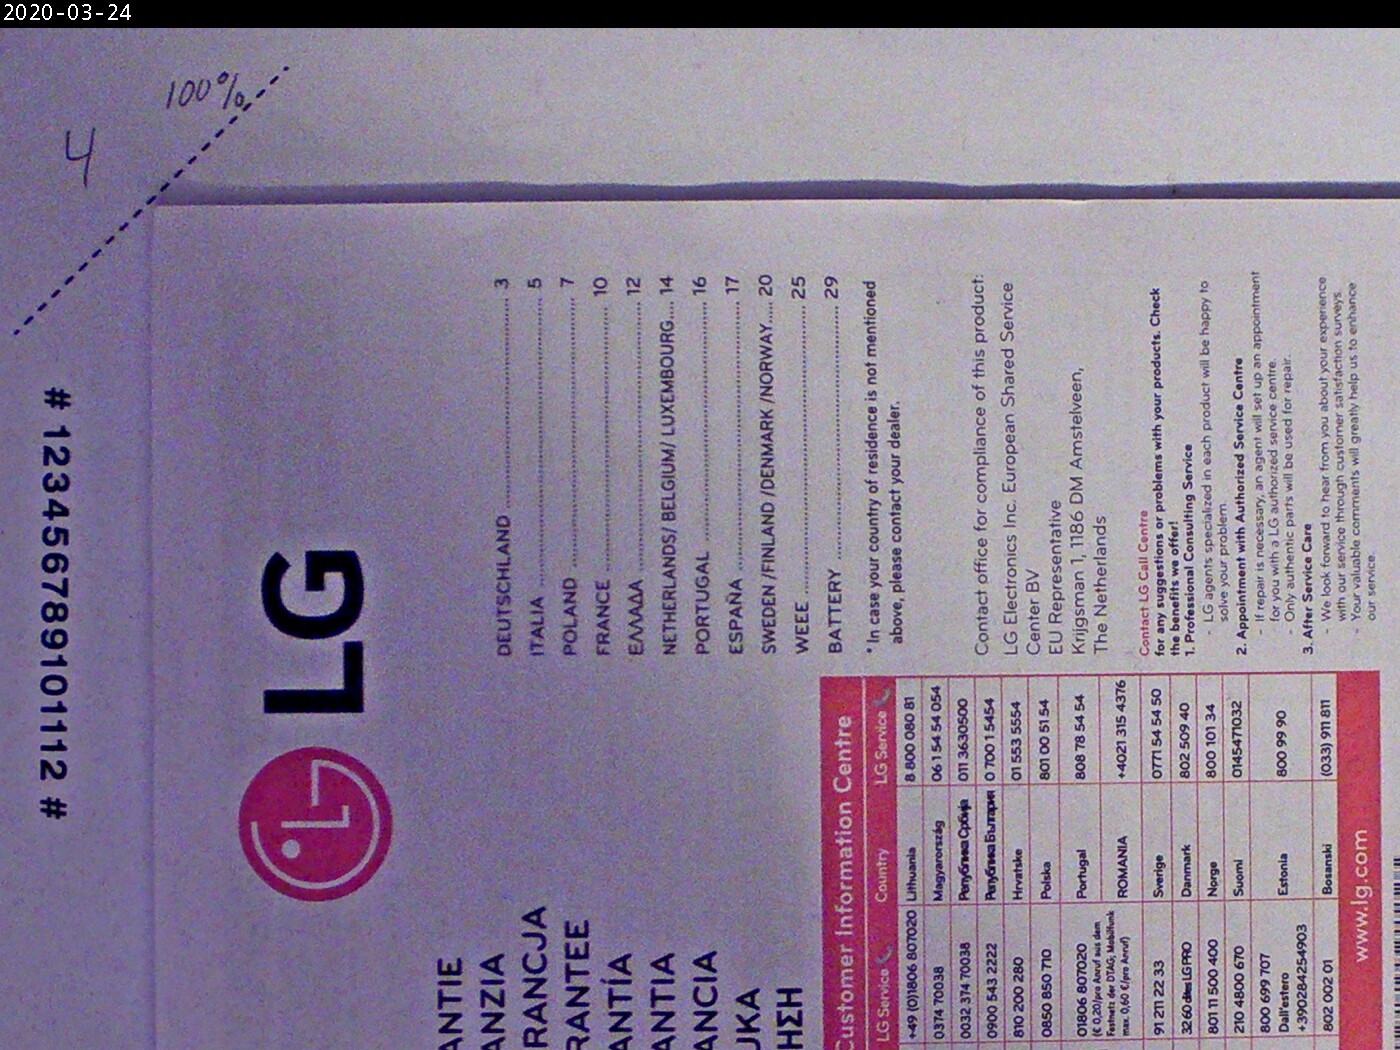 2020-03-24
100%
4
# 123456789101112 #
LG
DEUTSCHLAND 3
ITALIA 5
POLAND 7
FRANCE 10
ΕΛΛΑΔΑ 12
NETHERLANDS/ BELGIUM/ LUXEMBOURG 14
PORTUGAL 16
ESPAÑA 17
SWEDEN /FINLAND /DENMARK /NORWAY 20
WEEE 25
BATTERY 29
* In case your country of residence is not mentioned
above, please contact your dealer.
Contact office for compliance of this product:
LG Electronics Inc. European Shared Service
Center BV
EU Representative
Krijgsman 1, 1186 DM Amstelveen,
The Netherlands
Contact LG Call Centre
for any suggestions or problems with your products. Check
the benefits we offer!
1. Professional Consulting Service
- LG agents specialized in each product will be happy to
solve your problem.
2. Appointment with Authorized Service Centre
- If repair is necessary, an agent will set up an appointment
for you with a LG authorized service centre.
- Only authentic parts will be used for repair.
3. After Service Care
- We look forward to hear from you about your experience
with our service through customer satisfaction surveys.
- Your valuable comments will greatly help us to enhance
our service.
ANTIE
ANZIA
RANCJA
RANTEE
ANTÍA
ANTIA
ANCIA
UKA
ΗΣΗ
Customer Information Centre
LG Service Country LG Service
+49 (0)1806 807020 Lithuania 8 800 080 81
0374 70038 Magyarország 06 1 54 54 054
0032 374 70038 Република Србија 011 3630500
0900 543 2222 Република България 0 700 1 5454
810 200 280 Hrvatske 01 553 5554
0850 850 710 Polska 801 00 51 54
01806 807020 Portugal 808 78 54 54
(€ 0,20/pro Anruf aus dem
Festnetz der DTAG; Mobilfunk
max. 0,60 €/pro Anruf)
ROMANIA +4021 315 4376
91 211 22 33 Sverige 0771 54 54 50
3260 dites LG PRO Danmark 802 509 40
801 11 500 400 Norge 800 101 34
210 4800 670 Suomi 0145471032
800 699 707 Estonia 800 99 90
Dall'estero
+390284254903
802 002 01 Bosanski (033) 911 811
www.lg.com